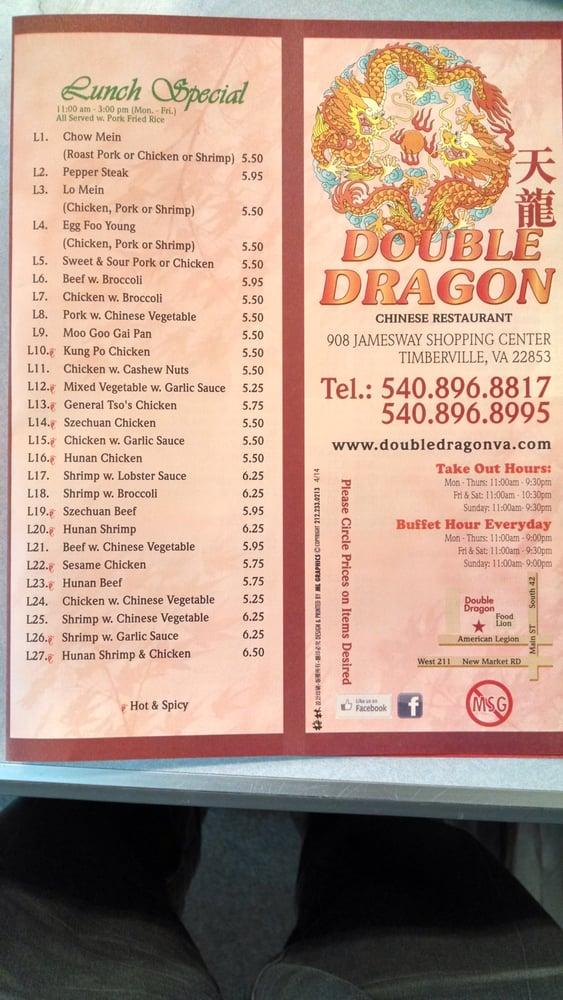 Lunch Special
11:00 am - 3:00 pm (Mon. - Fri.)
All Served w. Pork Fried Rice
L1. Chow Mein
(Roast Pork or Chicken or Shrimp) 5.50
L2. Pepper Steak 5.95
L3. Lo Mein
(Chicken, Pork or Shrimp) 5.50
L4. Egg Foo Young
(Chicken, Pork or Shrimp) 5.50
L5. Sweet & Sour Pork or Chicken 5.50
L6. Beef w. Broccoli 5.95
L7. Chicken w. Broccoli 5.50
L8. Pork w. Chinese Vegetable 5.50
L9. Moo Goo Gai Pan 5.50
L10. Kung Po Chicken 5.50
L11. Chicken w. Cashew Nuts 5.50
L12. Mixed Vegetable w. Garlic Sauce 5.25
L13. General Tso's Chicken 5.75
L14. Szechuan Chicken 5.50
L15. Chicken w. Garlic Sauce 5.50
L16. Hunan Chicken 5.50
L17. Shrimp w. Lobster Sauce 6.25
L18. Shrimp w. Broccoli 6.25
L19. Szechuan Beef 5.95
L20. Hunan Shrimp 6.25
L21. Beef w. Chinese Vegetable 5.95
L22. Sesame Chicken 5.75
L23. Hunan Beef 5.75
L24. Chicken w. Chinese Vegetable 5.25
L25. Shrimp w. Chinese Vegetable 6.25
L26. Shrimp w. Garlic Sauce 6.25
L27. Hunan Shrimp & Chicken 6.50
Hot & Spicy
天龍
DOUBLE
DRAGON
CHINESE RESTAURANT
908 JAMESWAY SHOPPING CENTER
TIMBERVILLE, VA 22853
Tel.: 540.896.8817
540.896.8995
www.doubledragonva.com
Take Out Hours:
Mon - Thurs: 11:00am - 9:30pm
Fri & Sat: 11:00am - 10:30pm
Sunday: 11:00am- 9:30pm
Buffet Hour Everyday
Mon - Thurs: 11:00am - 9:00pm
Fri & Sat: 11:00am - 9:30pm
Sunday: 11:00am- 9:00pm
Please Circle Prices on Items Desired
DESIGN & PRINTED BY: ML GRAPHICS © COPYRIGHT 212.233.0213 4/14
Double
Dragon
Food
Lion
American Legion
West 211 New Market RD
Main ST
South 42
Like us on
Facebook
f
MSG